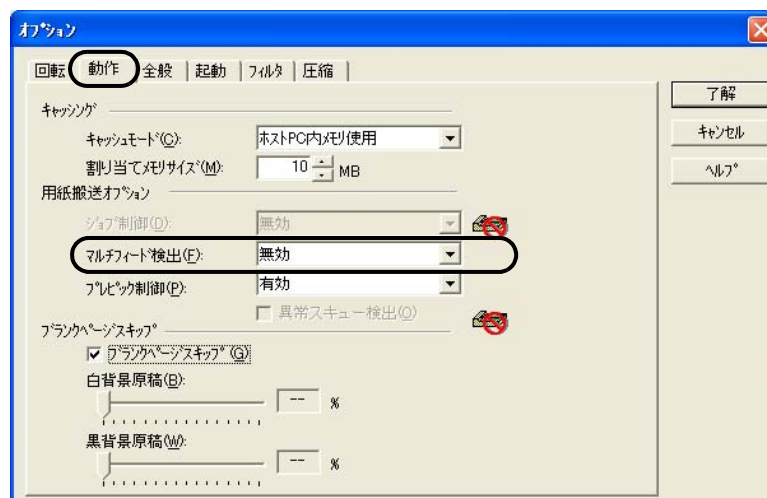 オプション
回転 動作 全般 起動 フィルタ 圧縮
了解
キャンセル
ヘルプ
キャッシング
キャッシュモード(C): ホストPC内メモリ使用
割り当てメモリサイズ(M): 10 MB
用紙搬送オプション
ジョブ制御(D): 無効
マルチフィード検出(F): 無効
プレピック制御(P): 有効
異常スキュー検出(O)
ブランクページスキップ
ブランクページスキップ(G)
白背景原稿(B):
-- %
黒背景原稿(W):
-- %